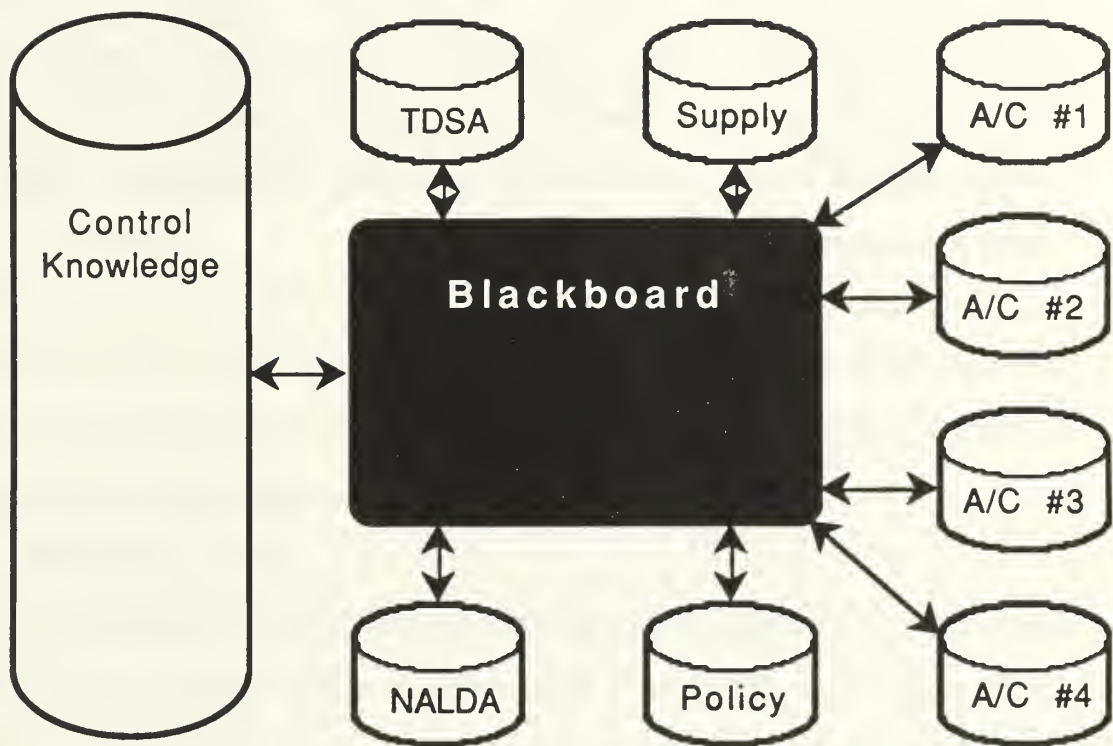 Control
Knowledge
TDSA
Supply
A/C #1
Blackboard
A/C #2
A/C #3
NALDA
Policy
A/C #4